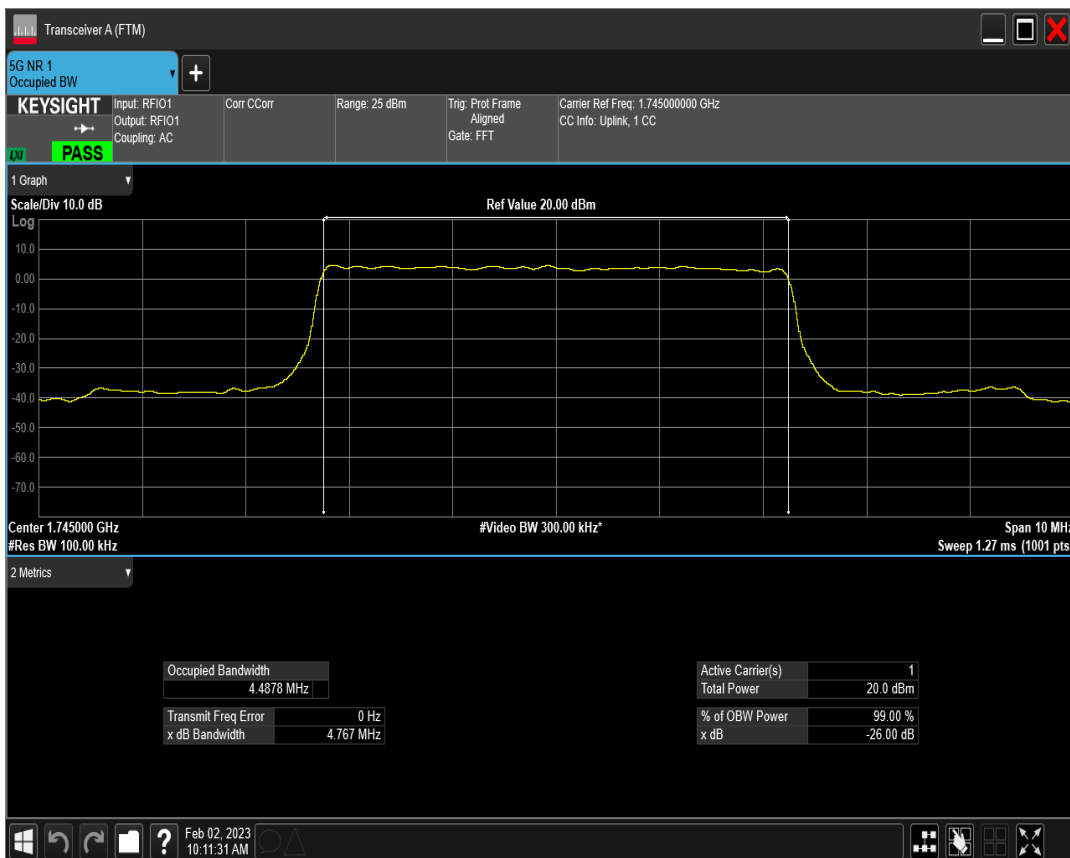 Transceiver A (FTM)
5G NR 1
Occupied BW
+
KEYSIGHT
Input: RFIO1
Output: RFIO1
Coupling: AC
Corr CCorr
Range: 25 dBm
Trig: Prot Frame
Aligned
Gate: FFT
Carrier Ref Freq: 1.745000000 GHz
CC Info: Uplink, 1 CC
LXI
PASS
1 Graph
Scale/Div 10.0 dB
Ref Value 20.00 dBm
Log
10.0
0.00
-10.0
-20.0
-30.0
-40.0
-50.0
-60.0
-70.0
Center 1.745000 GHz
#Video BW 300.00 kHz*
Span 10 MHz
#Res BW 100.00 kHz
Sweep 1.27 ms (1001 pts
2 Metrics
Occupied Bandwidth
4.4878 MHz
Transmit Freq Error 0 Hz
x dB Bandwidth 4.767 MHz
Active Carrier(s) 1
Total Power 20.0 dBm
% of OBW Power 99.00 %
x dB -26.00 dB
?
Feb 02, 2023
10:11:31 AM